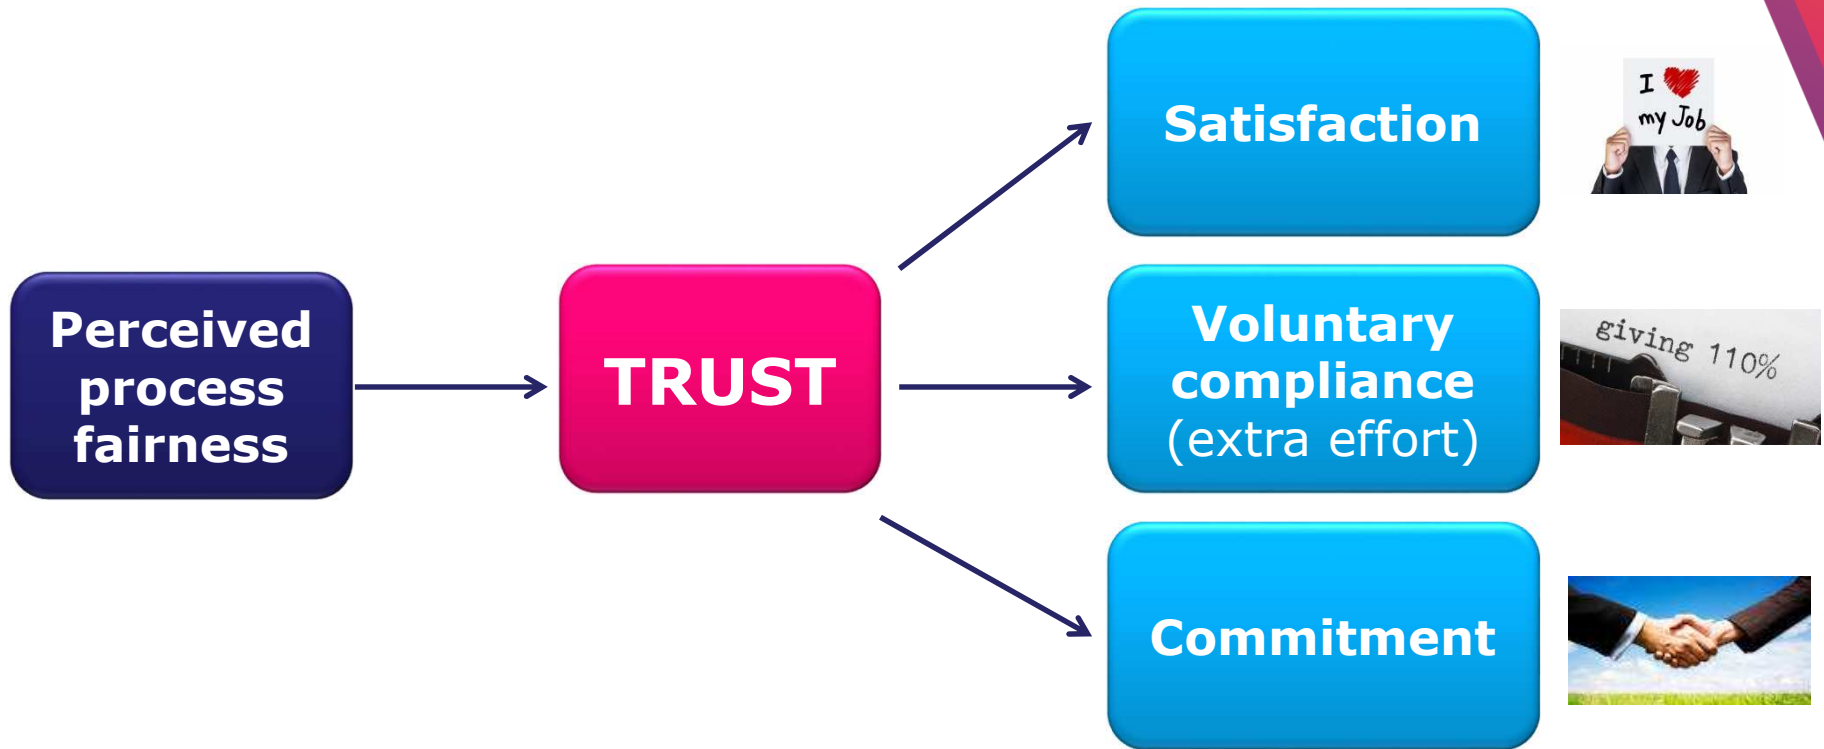 Perceived
process
fairness
TRUST
Satisfaction
I
my Job
Voluntary
compliance
(extra effort)
giving 110%
Commitment